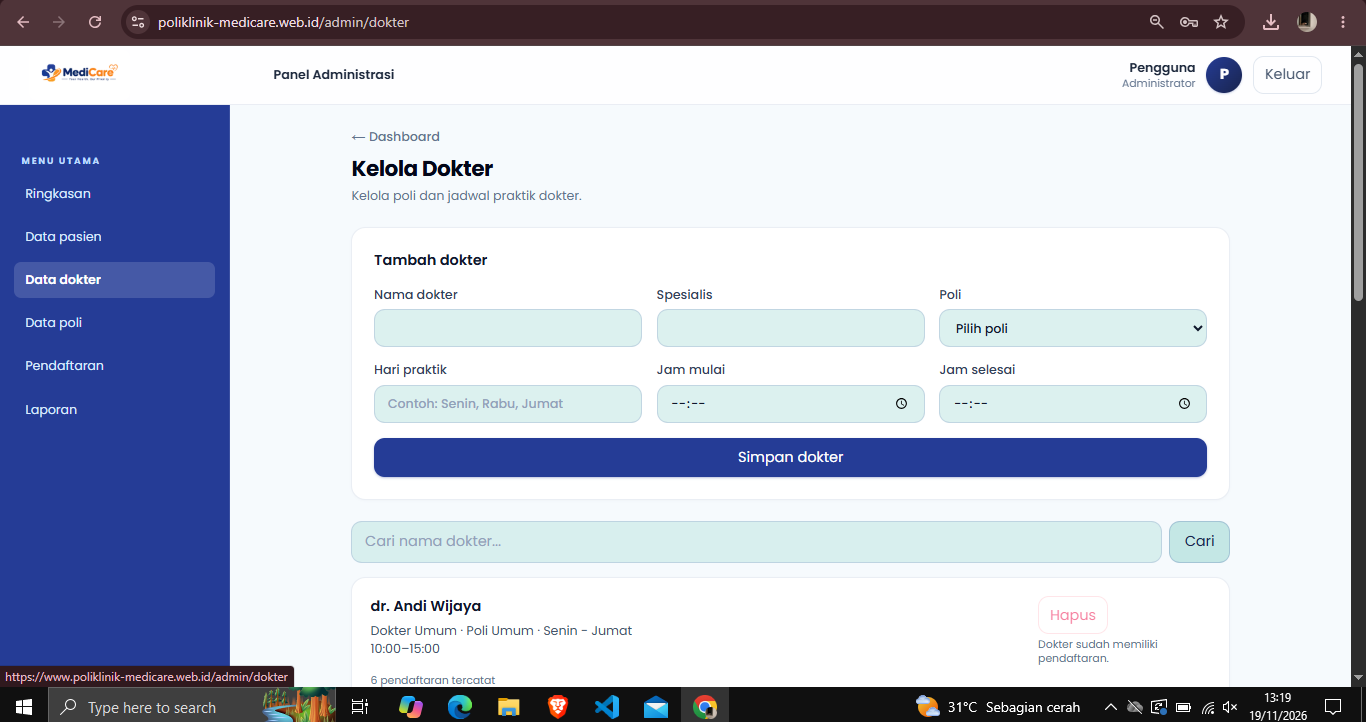 poliklinik-medicare.web.id/admin/dokter
MediCare
Panel Administrasi
Pengguna
Administrator
P
Keluar
MENU UTAMA
Ringkasan
Data pasien
Data dokter
Data poli
Pendaftaran
Laporan
← Dashboard
Kelola Dokter
Kelola poli dan jadwal praktik dokter.
Tambah dokter
Nama dokter
Spesialis
Poli
Pilih poli
Hari praktik
Jam mulai
Jam selesai
Contoh: Senin, Rabu, Jumat
--:--
--:--
Simpan dokter
Cari nama dokter...
Cari
dr. Andi Wijaya
Dokter Umum · Poli Umum · Senin - Jumat
10:00–15:00
6 pendaftaran tercatat
Hapus
Dokter sudah memiliki
pendaftaran.
https://www.poliklinik-medicare.web.id/admin/dokter
Type here to search
31°C Sebagian cerah
13:19
19/11/2026